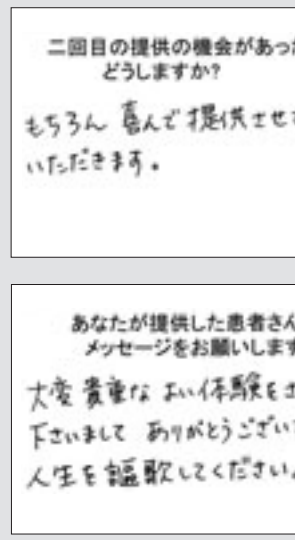 二回目の提供の機会があった
どうしますか?
もちろん 喜んで提供させて
いただきます。
あなたが提供した患者さん
メッセージをお願いします
大変貴重な よい体験をさ
下さいまして ありがとうござい
人生を謳歌してください